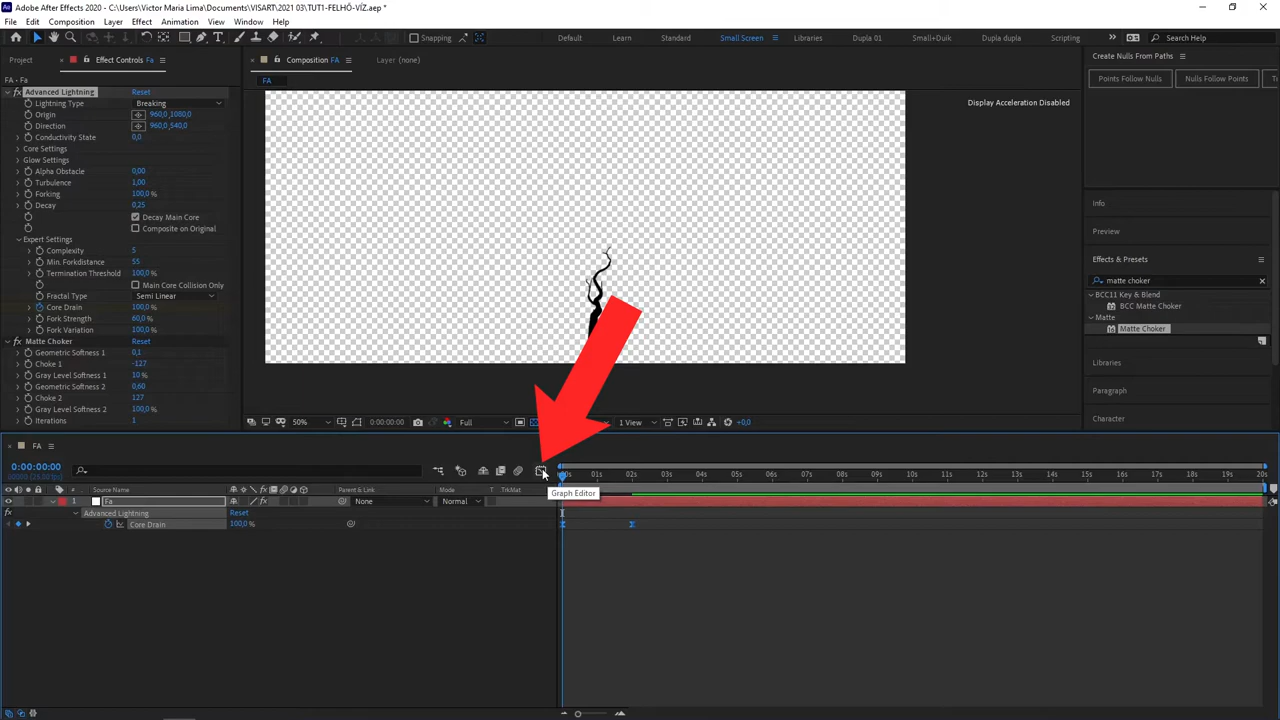 Adobe After Effects 2020 - C:\Users\Victor Maria Lima\Documents\VISART\2021 03\TUT1-FELHŐ-VÍZ.aep *
File Edit Composition Layer Effect Animation View Window Help
Snapping Default Learn Standard Small Screen Libraries Dupla 01 Small+Duik Dupla dupla Scripting Search Help
Project Effect Controls Fa Composition FA Layer (none) Create Nulls From Paths
FA • Fa FA Points Follow Nulls Nulls Follow Points
Advanced Lightning Reset
Lightning Type Breaking
Display Acceleration Disabled
Origin 960,0,1080,0
Direction 960,0,540,0
Conductivity State 0,0
Core Settings
Glow Settings
Alpha Obstacle 0,00
Turbulence 1,00
Forking 100,0 %
Decay 0,25
Decay Main Core
Composite on Original
Expert Settings
Complexity 5
Min. Forkdistance 55
Termination Threshold 100,0 %
Main Core Collision Only
Fractal Type Semi Linear
Core Drain 100,0 %
Fork Strength 60,0 %
Fork Variation 100,0 %
Matte Choker Reset
Geometric Softness 1 0,1
Choke 1 -127
Gray Level Softness 1 10 %
Geometric Softness 2 0,60
Choke 2 127
Gray Level Softness 2 100,0 %
Iterations 1
Info
Preview
Effects & Presets
matte choker
BCC11 Key & Blend
BCC Matte Choker
Matte
Matte Choker
Libraries
Paragraph
Character
50% 0:00:00:00 Full 1 View +0,0
FA
0:00:00:00
00000 (25.00 fps)
01s 02s 03s 04s 05s 06s 07s 08s 09s 10s 11s 12s 13s 14s 15s 16s 17s 18s 19s 20s
Graph Editor
# Source Name Parent & Link Mode T TrkMat
1 Fa None Normal
Advanced Lightning Reset
Core Drain 100,0 %